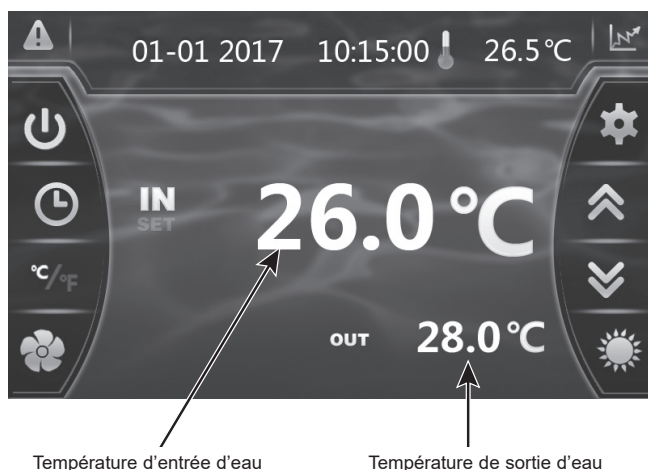 01-01 2017 10:15:00 26.5℃
IN 26.0℃
SET
℃/°F
OUT 28.0℃
Température d'entrée d'eau Température de sortie d'eau